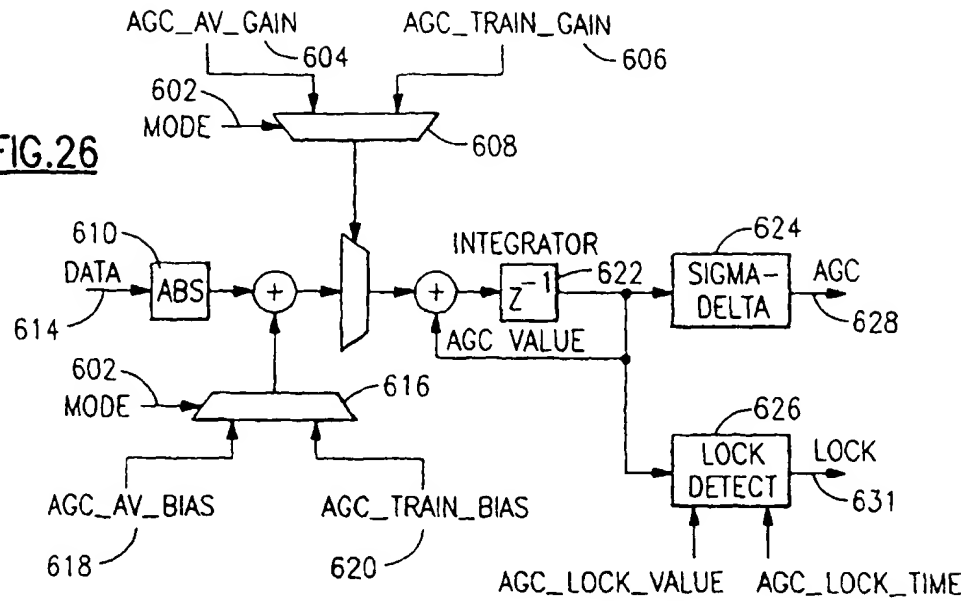 AGC_AV_GAIN
604
AGC_TRAIN_GAIN
606
602
MODE
608
FIG.26
610
DATA
614
ABS
+
INTEGRATOR
+
Z⁻¹
622
AGC VALUE
624
SIGMA-
DELTA
AGC
628
602
MODE
616
626
LOCK
DETECT
LOCK
631
AGC_AV_BIAS
618
AGC_TRAIN_BIAS
620
AGC_LOCK_VALUE
AGC_LOCK_TIME